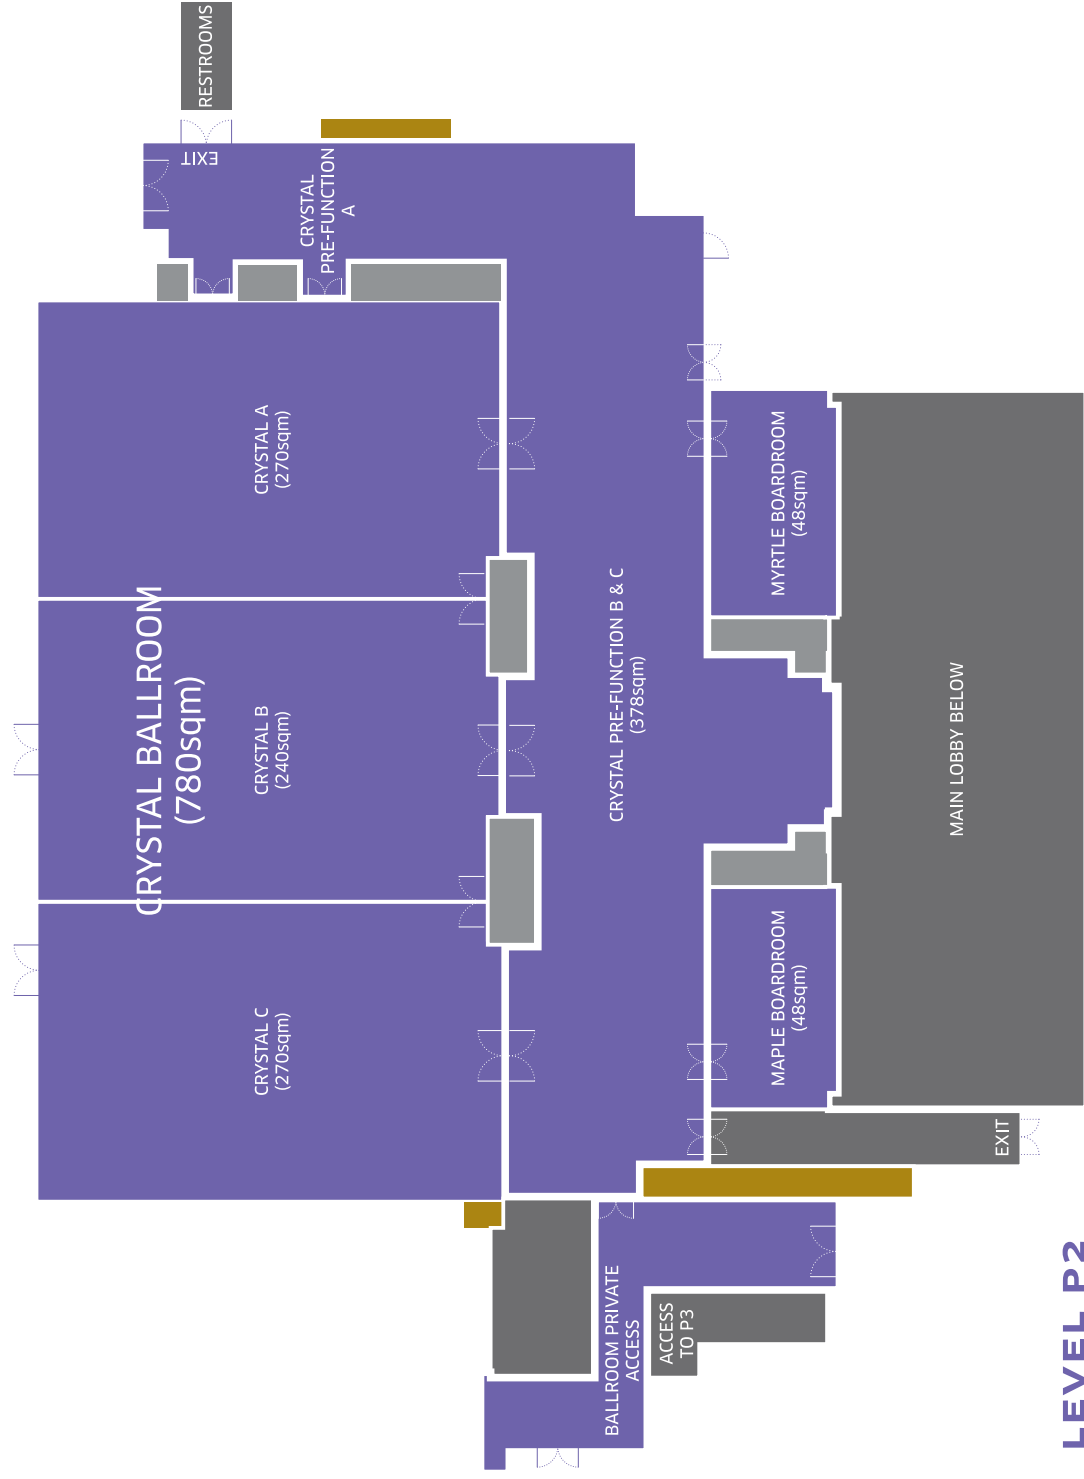 RESTROOMS
EXIT
CRYSTAL
PRE-FUNCTION
A
CRYSTAL A
(270sqm)
CRYSTAL BALLROOM
(780sqm)
CRYSTAL B
(240sqm)
CRYSTAL C
(270sqm)
CRYSTAL PRE-FUNCTION B & C
(378sqm)
MYRTLE BOARDROOM
(48sqm)
MAPLE BOARDROOM
(48sqm)
MAIN LOBBY BELOW
EXIT
BALLROOM PRIVATE
ACCESS
ACCESS
TO P3
LEVEL P2